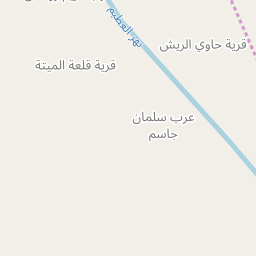 نهر العظيم
قرية حاوي الريش
قرية قلعة الميتة
عرب سلمان
جاسم